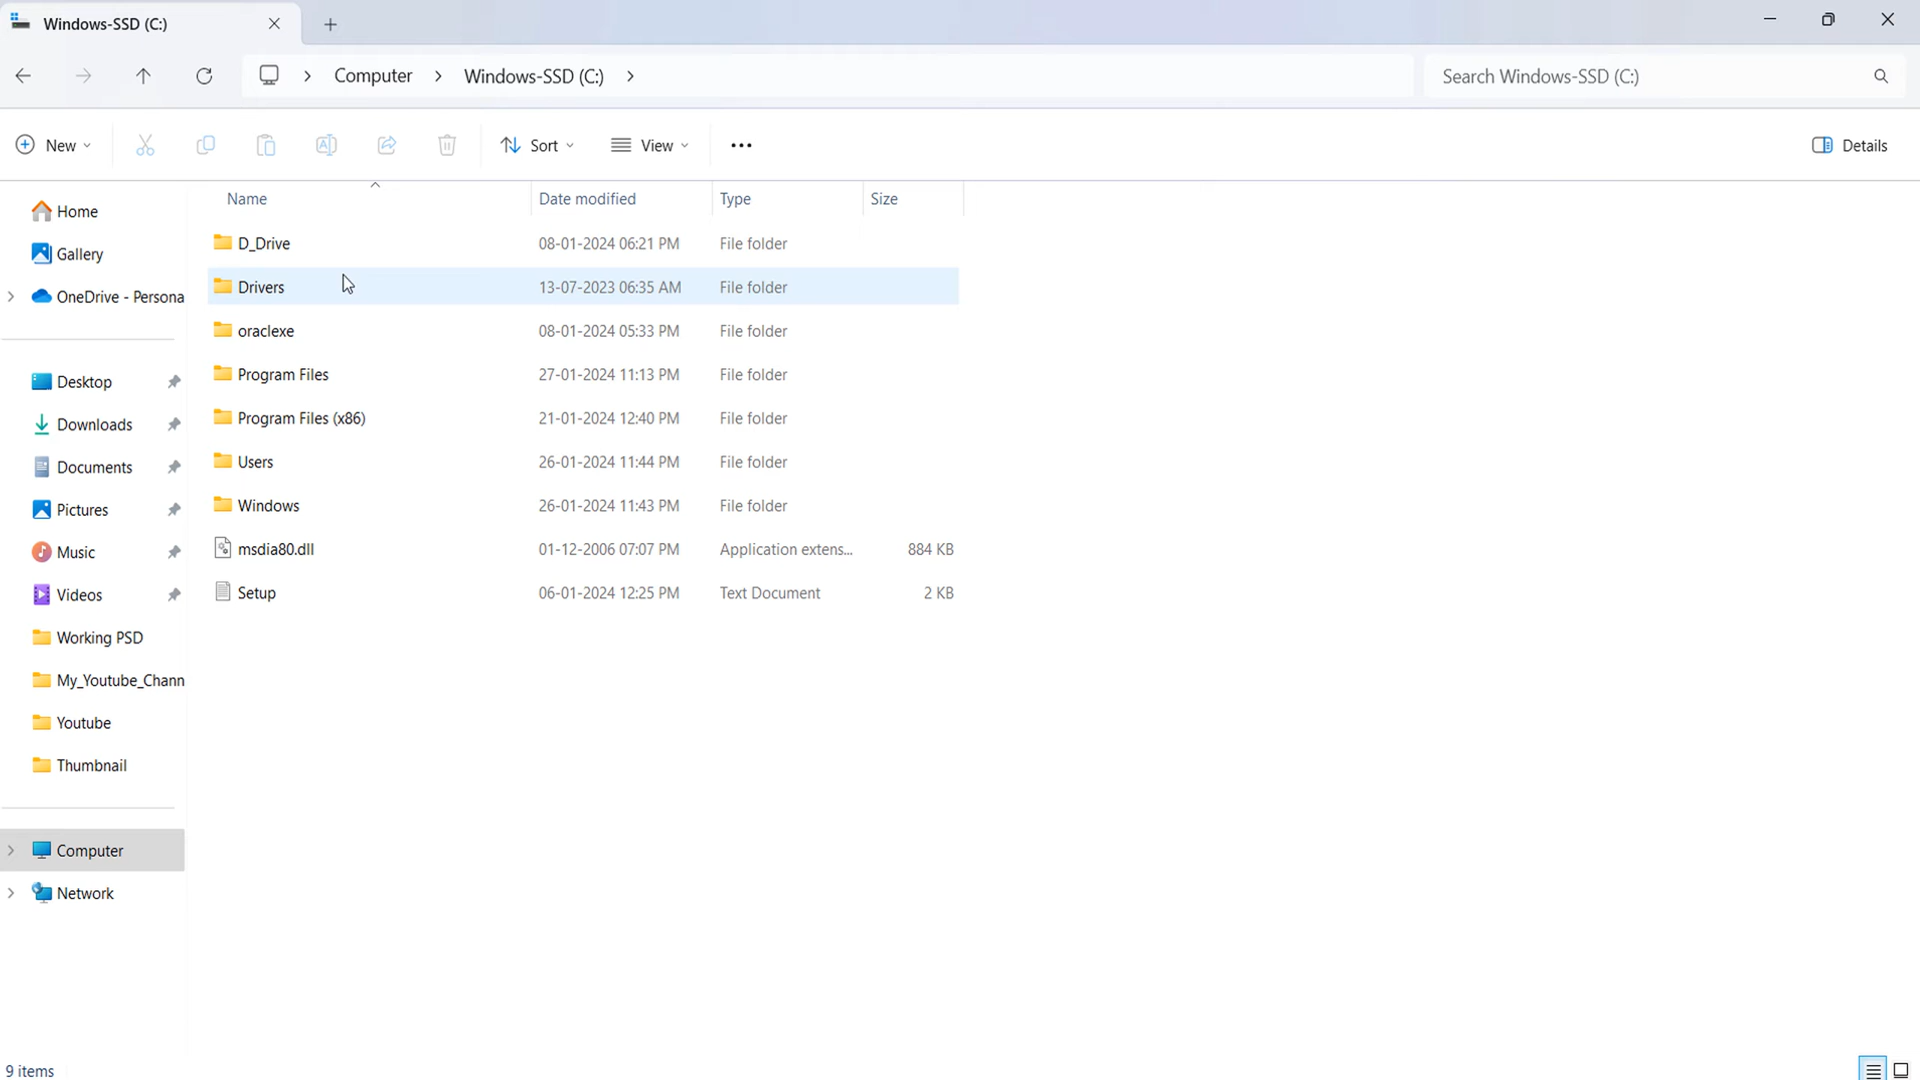 Windows-SSD (C:)
Computer Windows-SSD (C:)
Search Windows-SSD (C:)
New
Sort
View
Details
Home
Gallery
OneDrive - Persona
Desktop
Downloads
Documents
Pictures
Music
Videos
Working PSD
My_Youtube_Chann
Youtube
Thumbnail
Computer
Network
Name Date modified Type Size
D_Drive 08-01-2024 06:21 PM File folder
Drivers 13-07-2023 06:35 AM File folder
oraclexe 08-01-2024 05:33 PM File folder
Program Files 27-01-2024 11:13 PM File folder
Program Files (x86) 21-01-2024 12:40 PM File folder
Users 26-01-2024 11:44 PM File folder
Windows 26-01-2024 11:43 PM File folder
msdia80.dll 01-12-2006 07:07 PM Application extens... 884 KB
Setup 06-01-2024 12:25 PM Text Document 2 KB
9 items